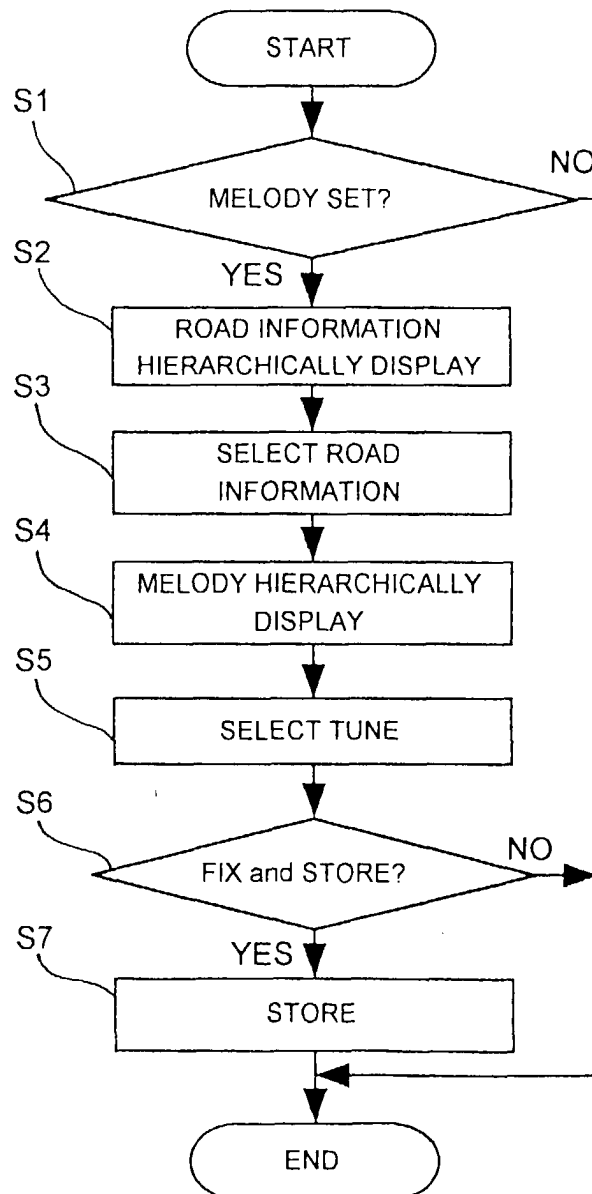 START
S1
NO
MELODY SET?
S2
YES
ROAD INFORMATION
HIERARCHICALLY DISPLAY
S3
SELECT ROAD
INFORMATION
S4
MELODY HIERARCHICALLY
DISPLAY
S5
SELECT TUNE
S6
NO
FIX and STORE?
S7
YES
STORE
END